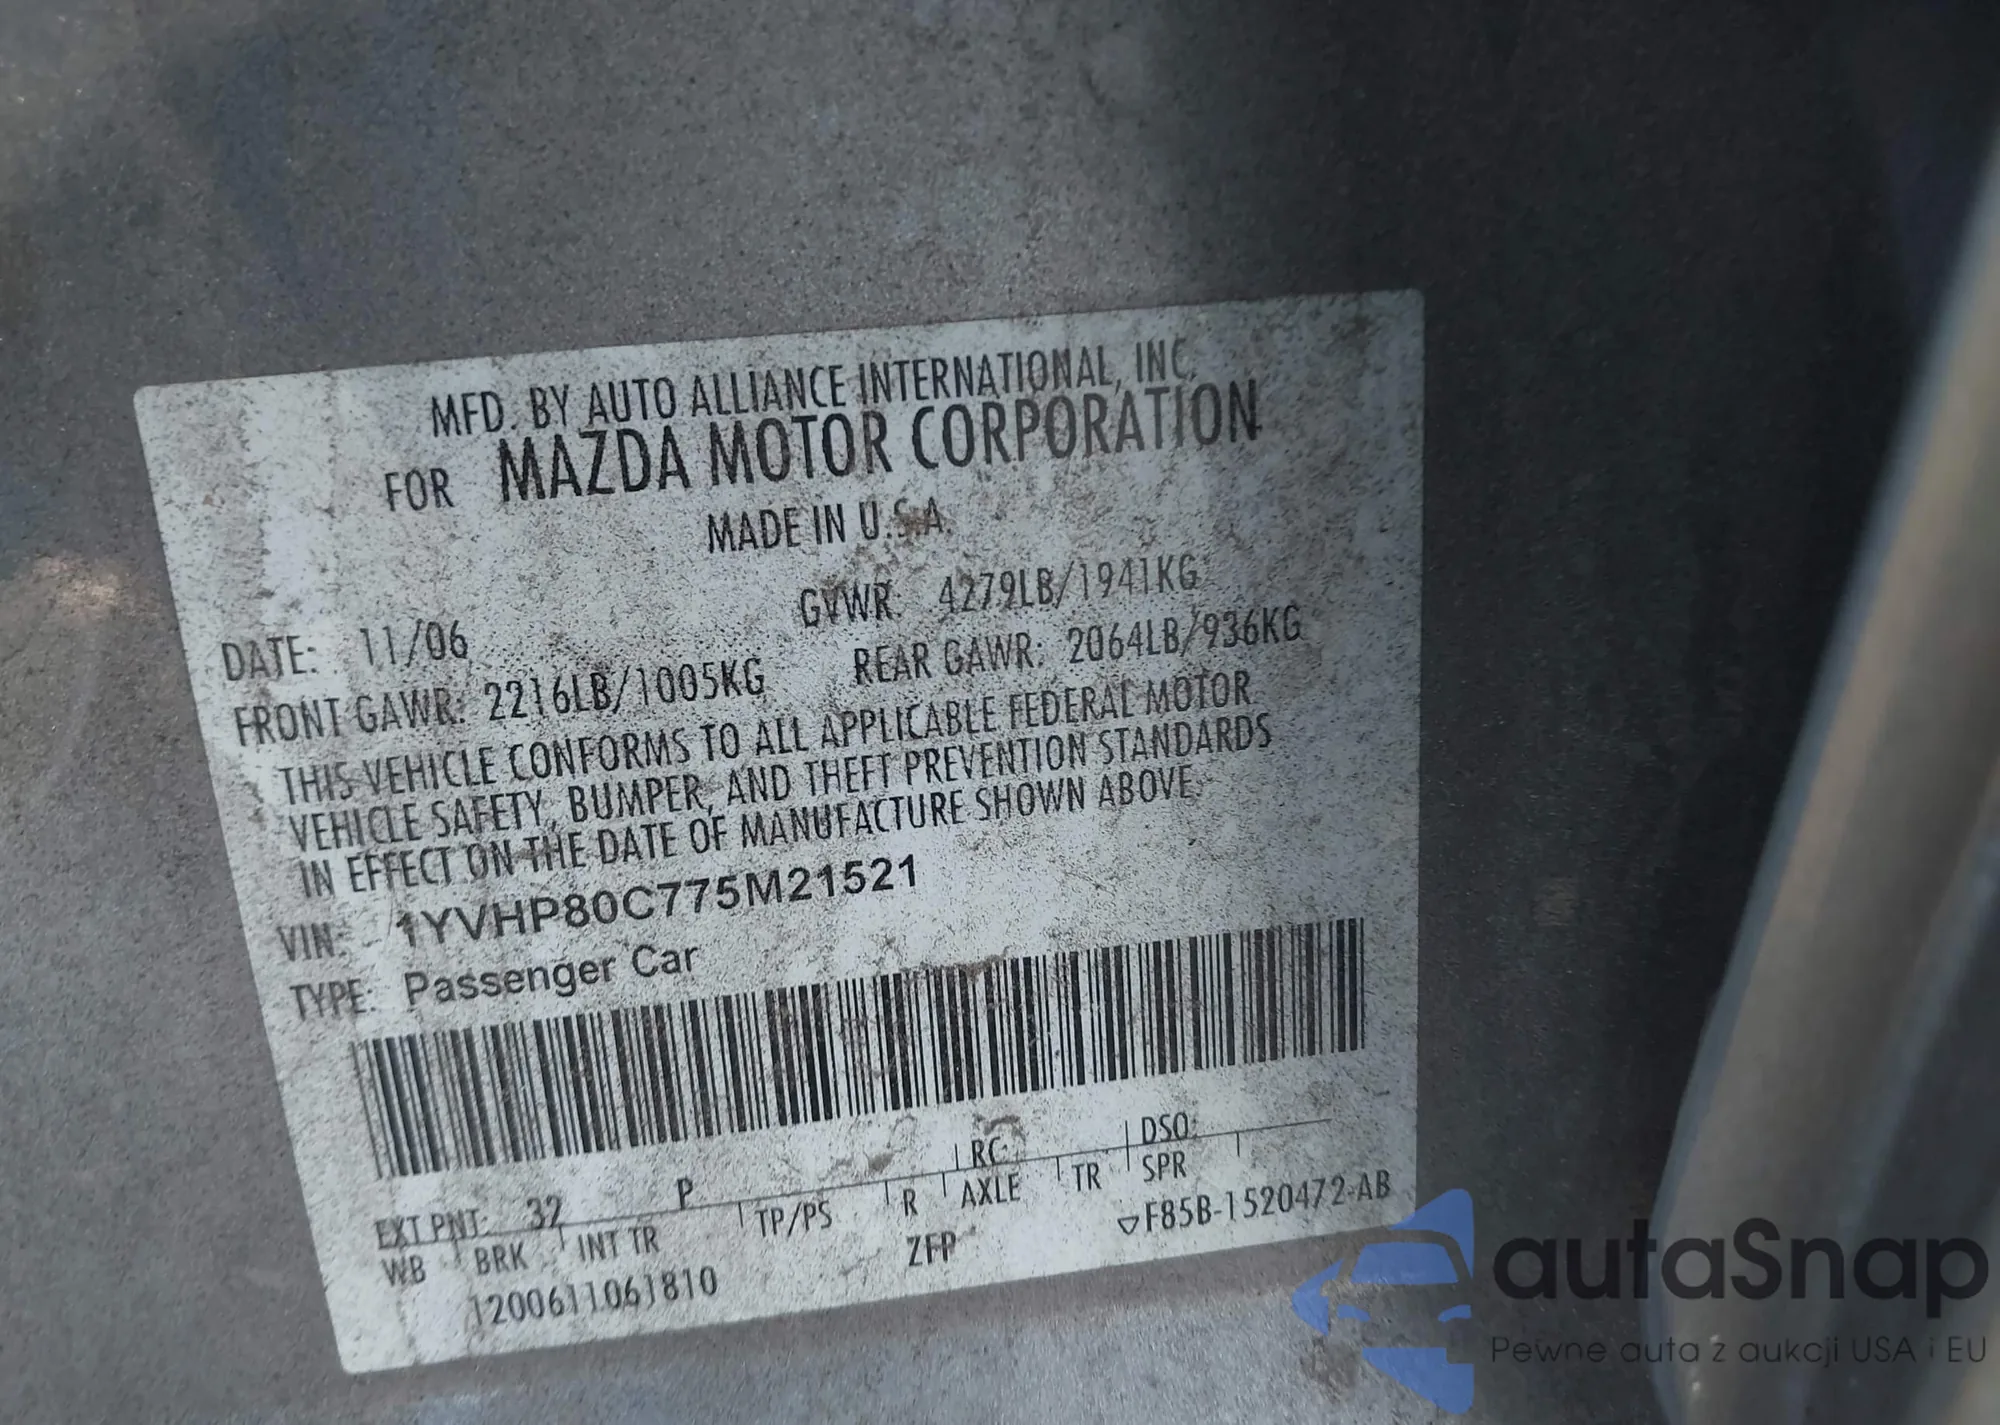 MFD. BY AUTO ALLIANCE INTERNATIONAL, INC.
FOR MAZDA MOTOR CORPORATION
MADE IN U.S.A.
DATE: 11/06 GVWR: 4279LB/1941KG
FRONT GAWR: 2216LB/1005KG REAR GAWR: 2064LB/936KG
THIS VEHICLE CONFORMS TO ALL APPLICABLE FEDERAL MOTOR
VEHICLE SAFETY, BUMPER, AND THEFT PREVENTION STANDARDS
IN EFFECT ON THE DATE OF MANUFACTURE SHOWN ABOVE.
VIN: 1YVHP80C775M21521
TYPE: Passenger Car
EXT PNT: 32 P RC: DSO:
WB BRK INT TR TP/PS R AXLE TR SPR
ZFP ▽F85B-1520472-AB
1200611061810
autaSnap
Pewne auta z aukcji USA i EU